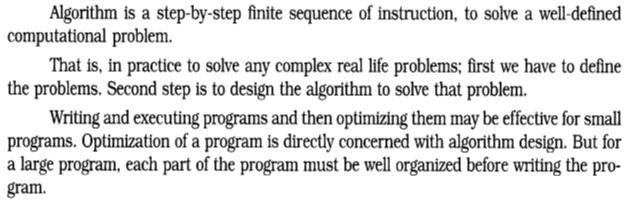 Algorithm is a step-by-step finite sequence of instruction, to solve a well-defined
computational problem.
That is, in practice to solve any complex real life problems; first we have to define
the problems. Second step is to design the algorithm to solve that problem.
Writing and executing programs and then optimizing them may be effective for small
programs. Optimization of a program is directly concerned with algorithm design. But for
a large program, each part of the program must be well organized before writing the pro-
gram.